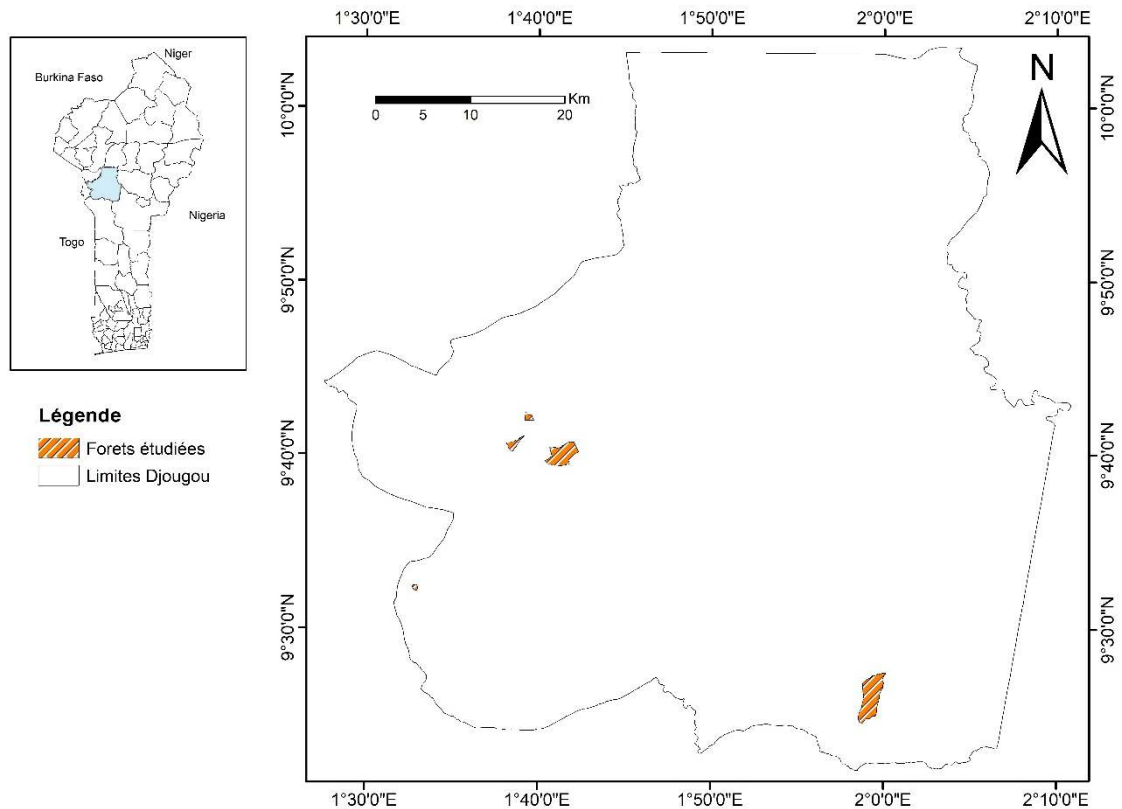 1°30'0"E 1°40'0"E 1°50'0"E 2°0'0"E 2°10'0"E
Niger
Burkina Faso
Nigeria
Togo
N
Km
0 5 10 20
10°0'0"N
10°0'0"N
9°50'0"N
9°50'0"N
9°40'0"N
9°40'0"N
9°30'0"N
9°30'0"N
Légende
Forets étudiées
Limites Djougou
1°30'0"E 1°40'0"E 1°50'0"E 2°0'0"E 2°10'0"E